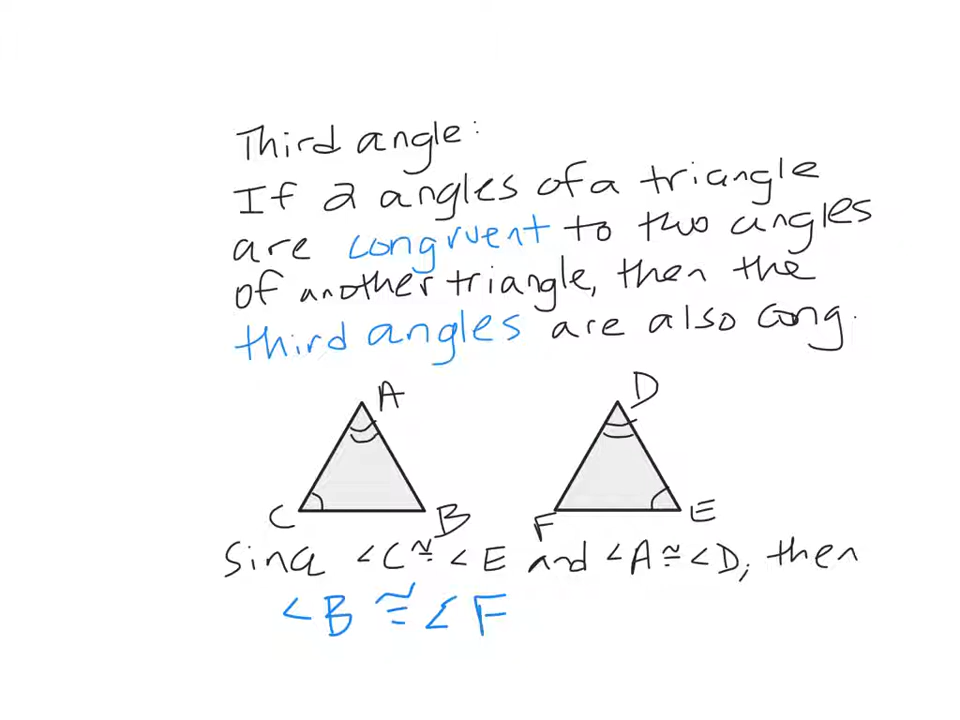 Third angle:
If 2 angles of a triangle
are congruent to two angles
of another triangle, then the
third angles are also cong.
A
D
C
B
F
E
Since ∠C ≅ ∠E and ∠A ≅ ∠D, then
∠B ≅ ∠F